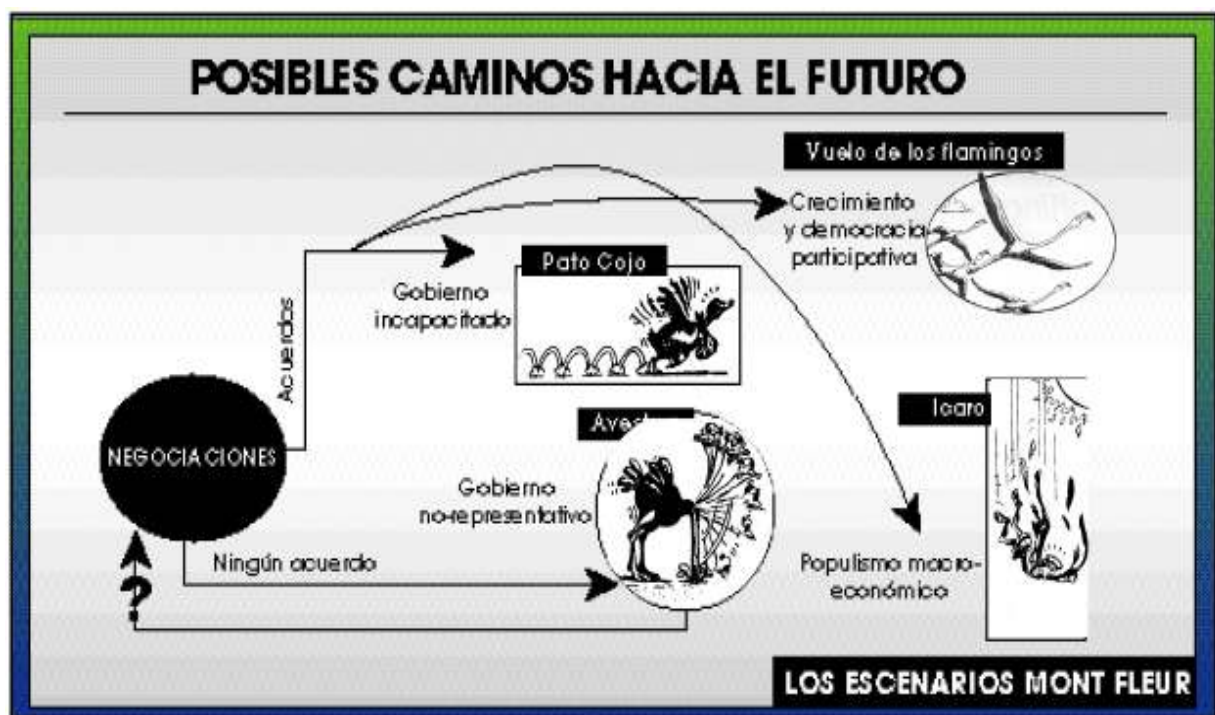 POSIBLES CAMINOS HACIA EL FUTURO
Vuelo de los flamingos
Crecimiento
y democracia
participativa
Pato Cojo
Gobierno
incapacitado
Acuerdos
Icaro
NEGOCIACIONES
Gobierno
no-representativo
Ningún acuerdo
Populismo macro-
económico
?
LOS ESCENARIOS MONT FLEUR